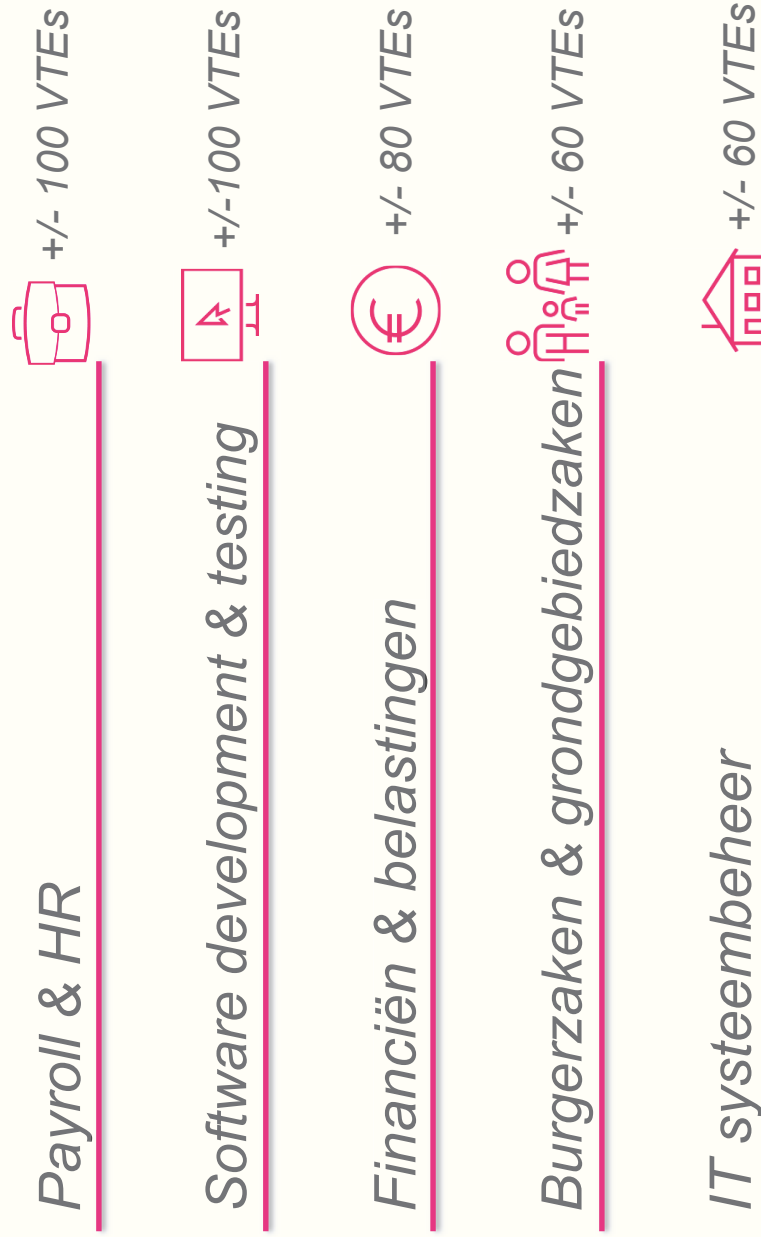 Payroll & HR +/- 100 VTEs
Software development & testing +/-100 VTEs
Financiën & belastingen +/- 80 VTEs
Burgerzaken & grondgebiedzaken +/- 60 VTEs
IT systeembeheer +/- 60 VTEs